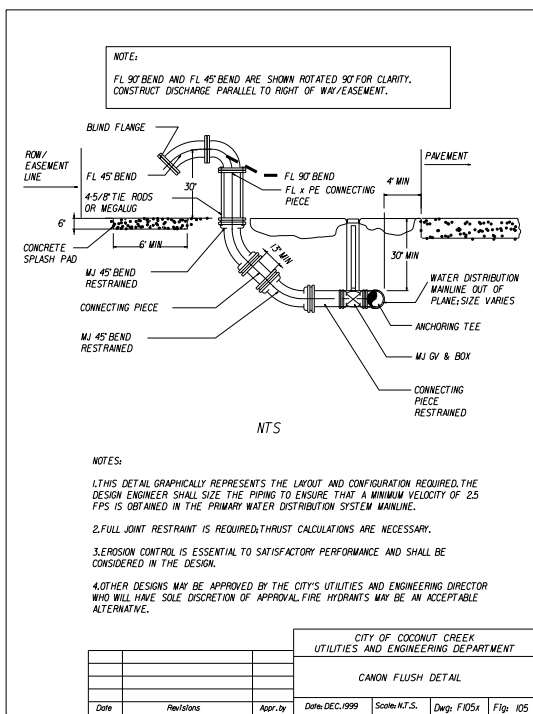 NOTE:
FL 90°BEND AND FL 45°BEND ARE SHOWN ROTATED 90°FOR CLARITY.
CONSTRUCT DISCHARGE PARALLEL TO RIGHT OF WAY/EASEMENT.
BLIND FLANGE
ROW/
EASEMENT
LINE
PAVEMENT
FL 45°BEND
30"
FL 90°BEND
4' MIN
4-5/8" TIE RODS
OR MEGALUG
FL x PE CONNECTING
PIECE
6"
6' MIN
CONCRETE
SPLASH PAD
13" MIN
30" MIN
MJ 45°BEND
RESTRAINED
WATER DISTRIBUTION
MAINLINE OUT OF
PLANE; SIZE VARIES
CONNECTING PIECE
ANCHORING TEE
MJ 45°BEND
RESTRAINED
MJ GV & BOX
CONNECTING
PIECE
RESTRAINED
NTS
NOTES:
1.THIS DETAIL GRAPHICALLY REPRESENTS THE LAYOUT AND CONFIGURATION REQUIRED.THE
DESIGN ENGINEER SHALL SIZE THE PIPING TO ENSURE THAT A MINIMUM VELOCITY OF 2.5
FPS IS OBTAINED IN THE PRIMARY WATER DISTRIBUTION SYSTEM MAINLINE.
2.FULL JOINT RESTRAINT IS REQUIRED;THRUST CALCULATIONS ARE NECESSARY.
3.EROSION CONTROL IS ESSENTIAL TO SATISFACTORY PERFORMANCE AND SHALL BE
CONSIDERED IN THE DESIGN.
4.OTHER DESIGNS MAY BE APPROVED BY THE CITY'S UTILITIES AND ENGINEERING DIRECTOR
WHO WILL HAVE SOLE DISCRETION OF APPROVAL.FIRE HYDRANTS MAY BE AN ACCEPTABLE
ALTERNATIVE.
CITY OF COCONUT CREEK
UTILITIES AND ENGINEERING DEPARTMENT
CANON FLUSH DETAIL
Date Revisions Appr.by Date: DEC.1999 Scale: N.T.S. Dwg: F105x Fig: 105